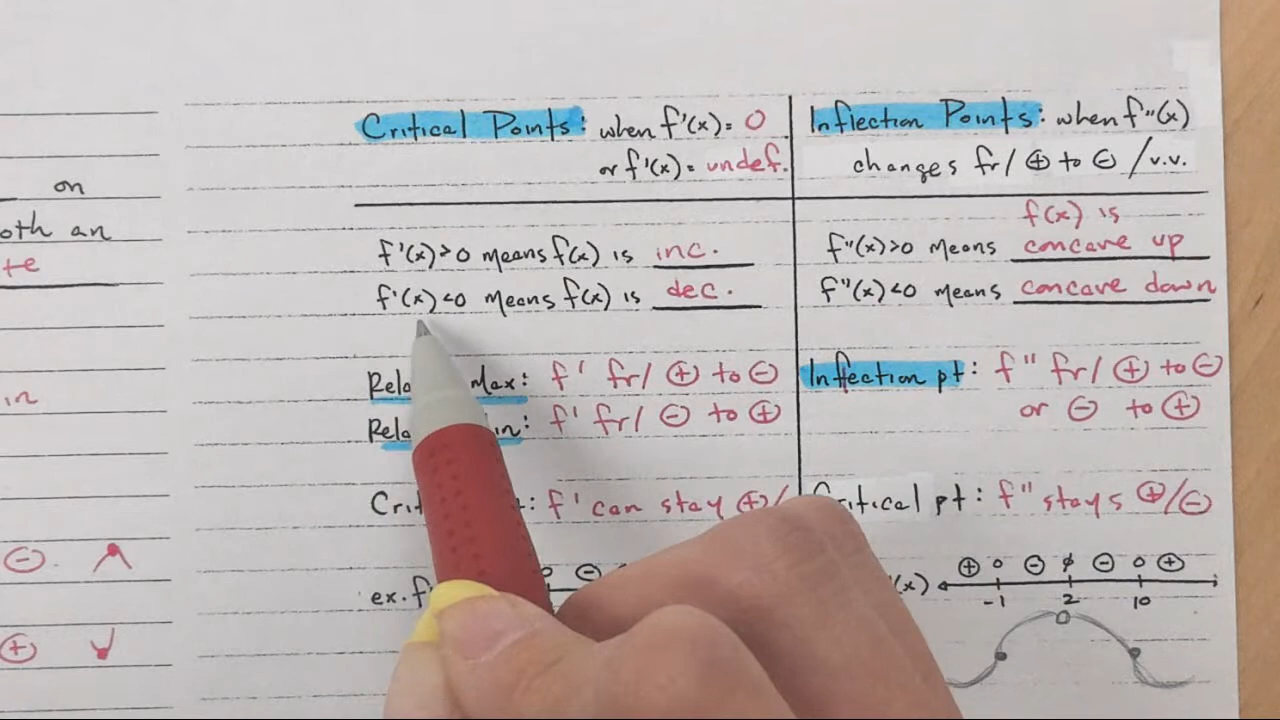 on
oth an
te
in
⊖.
⊕
Critical Points: when f'(x) = 0
or f'(x) = undef.
f'(x) > 0 means f(x) is inc.
f'(x) < 0 means f(x) is dec.
Max: f' fr/ ⊕ to ⊖
f' fr/ ⊖ to ⊕
f' can stay ⊕/
ex. f
⊖
Inflection Points: when f''(x)
changes fr/ ⊕ to ⊖ / v.v.
f(x) is
f''(x) > 0 means concave up
f''(x) < 0 means concave down
Inflection pt: f'' fr/ ⊕ to ⊖
or ⊖ to ⊕
Critical pt: f'' stays ⊕/⊖
(x) ⊕ 0 ⊖ ∅ ⊖ 0 ⊕
-1 2 10